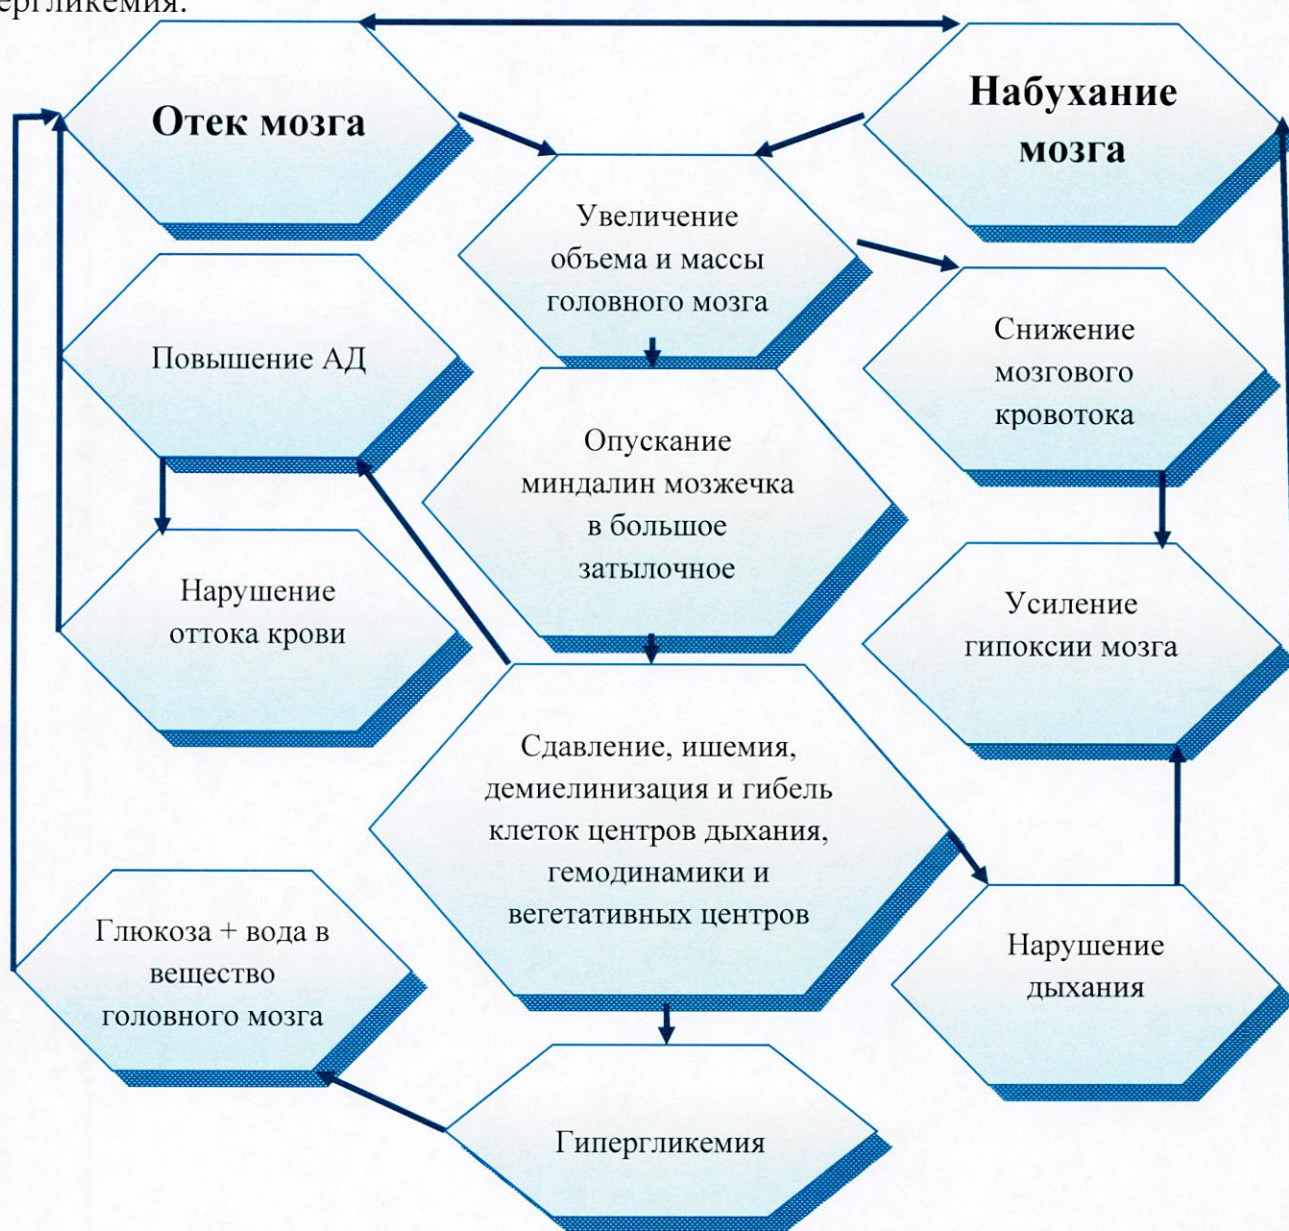 ергликемия.
Отек мозга
Набухание
мозга
Увеличение
объема и массы
головного мозга
Повышение АД
Снижение
мозгового
кровотока
Опускание
миндалин мозжечка
в большое
затылочное
Нарушение
оттока крови
Усиление
гипоксии мозга
Сдавление, ишемия,
демиелинизация и гибель
клеток центров дыхания,
гемодинамики и
вегетативных центров
Глюкоза + вода в
вещество
головного мозга
Нарушение
дыхания
Гипергликемия